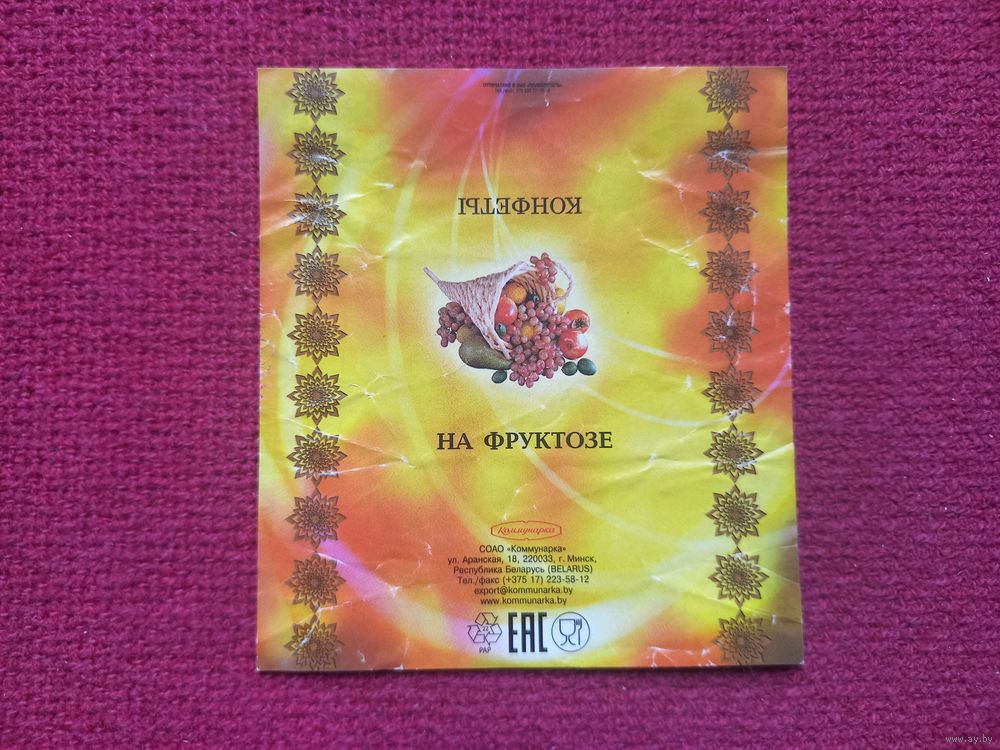 КОНФЕТЫ
НА ФРУКТОЗЕ
Коммунарка
СОАО «Коммунарка»
ул. Аранская, 18, 220033, г. Минск,
Республика Беларусь (BELARUS)
Тел./факс (+375 17) 223-58-12
export@kommunarka.by
www.kommunarka.by
22
PAP
EAC
www.ay.by